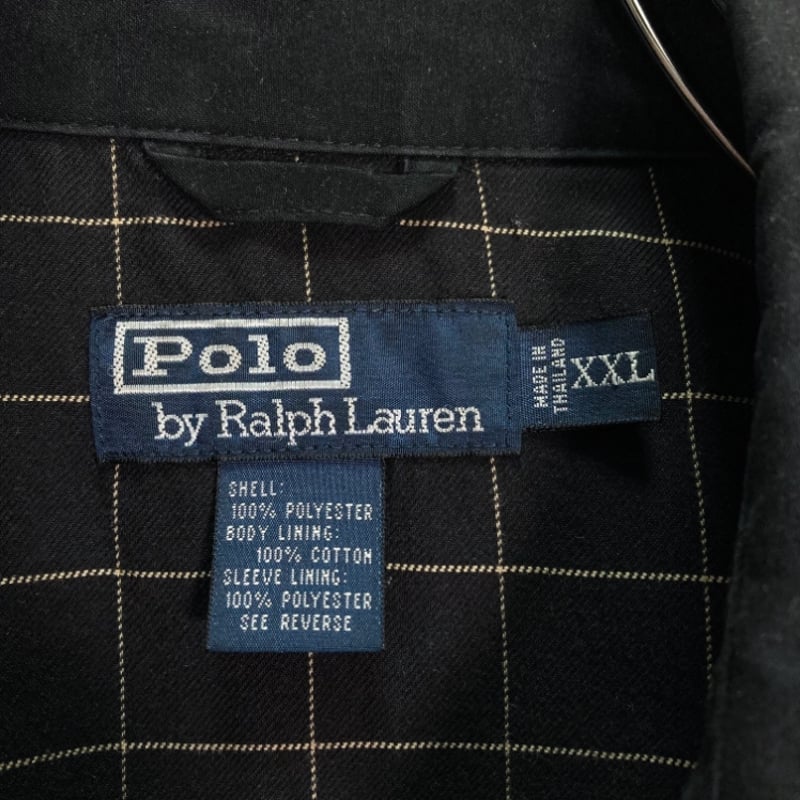 Polo
by Ralph Lauren
MADE IN
THAILAND
XXL
SHELL:
100% POLYESTER
BODY LINING:
100% COTTON
SLEEVE LINING:
100% POLYESTER
SEE REVERSE